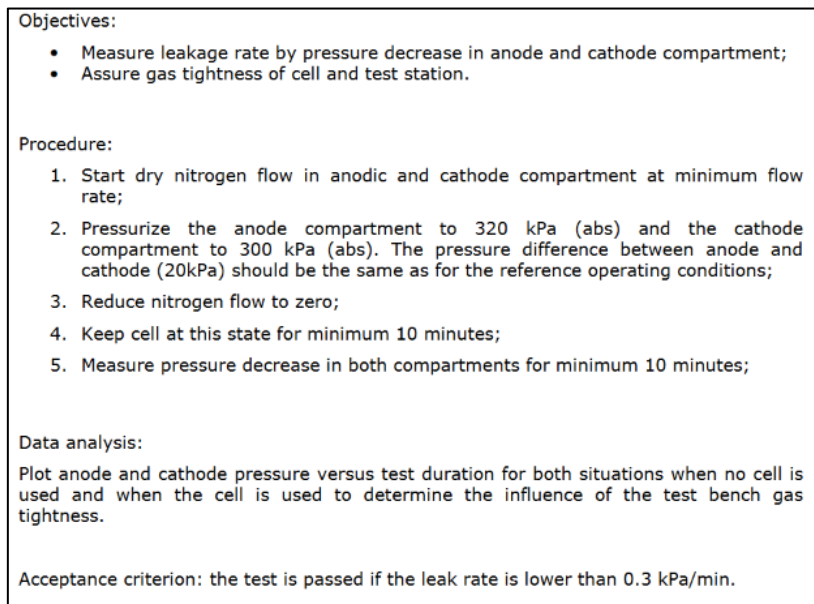 Objectives:
• Measure leakage rate by pressure decrease in anode and cathode compartment;
• Assure gas tightness of cell and test station.
Procedure:
1. Start dry nitrogen flow in anodic and cathode compartment at minimum flow
rate;
2. Pressurize the anode compartment to 320 kPa (abs) and the cathode
compartment to 300 kPa (abs). The pressure difference between anode and
cathode (20kPa) should be the same as for the reference operating conditions;
3. Reduce nitrogen flow to zero;
4. Keep cell at this state for minimum 10 minutes;
5. Measure pressure decrease in both compartments for minimum 10 minutes;
Data analysis:
Plot anode and cathode pressure versus test duration for both situations when no cell is
used and when the cell is used to determine the influence of the test bench gas
tightness.
Acceptance criterion: the test is passed if the leak rate is lower than 0.3 kPa/min.